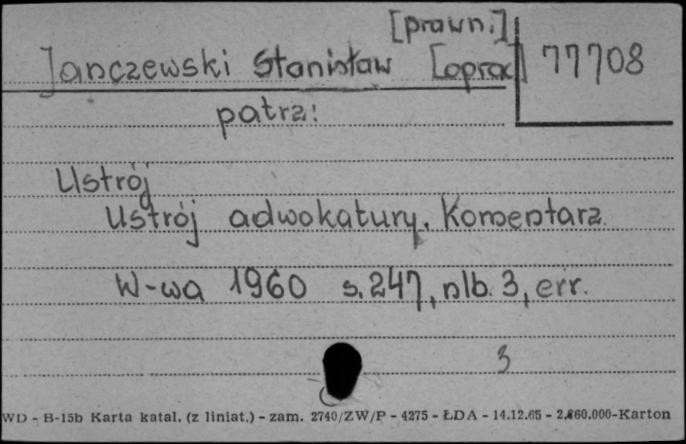 [prawn.]
Janczewski Stanisław [oprac] 77708
patrz:
Ustrój
Ustrój adwokatury. Komentarz.
W-wa 1960 s. 247, nlb. 3, err.
3
WD - B-15b Karta katal. (z liniat.) - zam. 2740/ZW/P - 4275 - ŁDA - 14.12.65 - 2.860.000-Karton